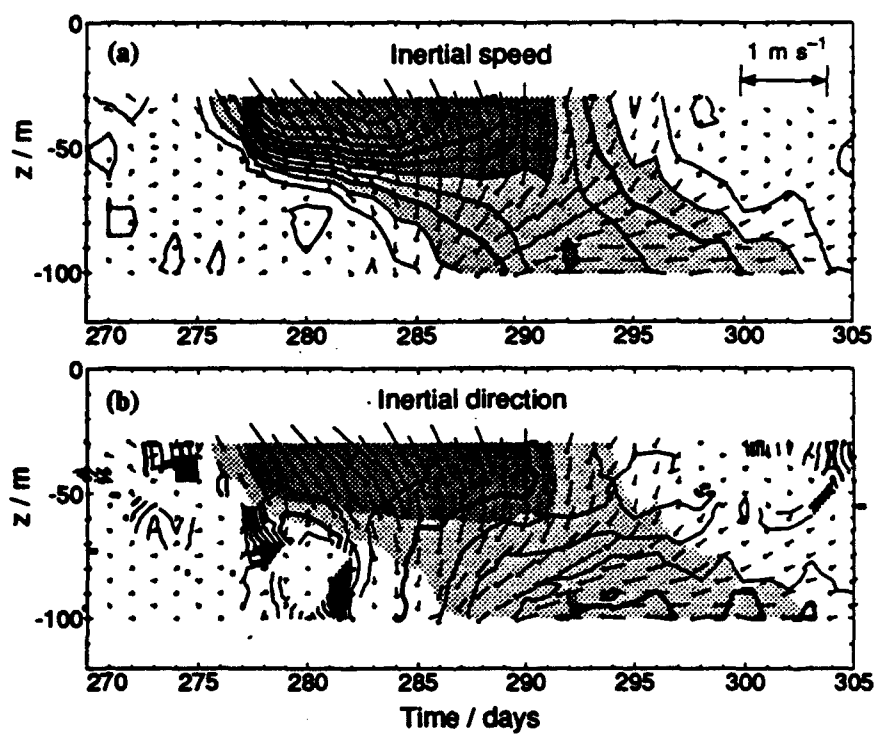 0
(a)
Inertial speed
1 m s⁻¹
-50
z / m
-100
270 275 280 285 290 295 300 305
0
(b)
Inertial direction
-50
z / m
-100
270 275 280 285 290 295 300 305
Time / days